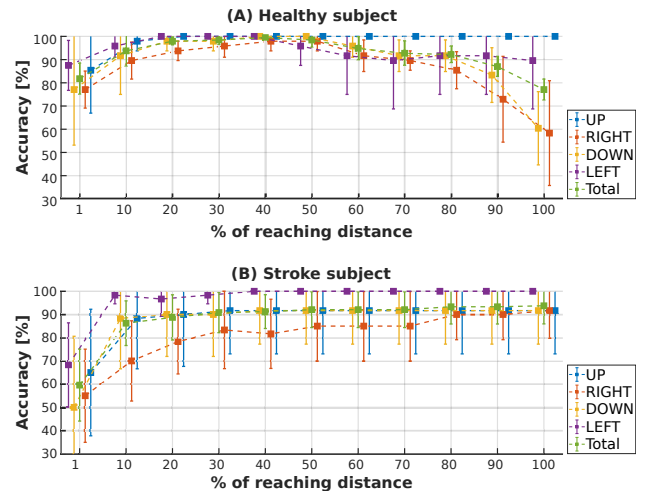 (A) Healthy subject
Accuracy [%]
100
90
80
70
60
50
40
30
1 10 20 30 40 50 60 70 80 90 100
% of reaching distance
UP
RIGHT
DOWN
LEFT
Total
(B) Stroke subject
Accuracy [%]
100
90
80
70
60
50
40
30
1 10 20 30 40 50 60 70 80 90 100
% of reaching distance
UP
RIGHT
DOWN
LEFT
Total